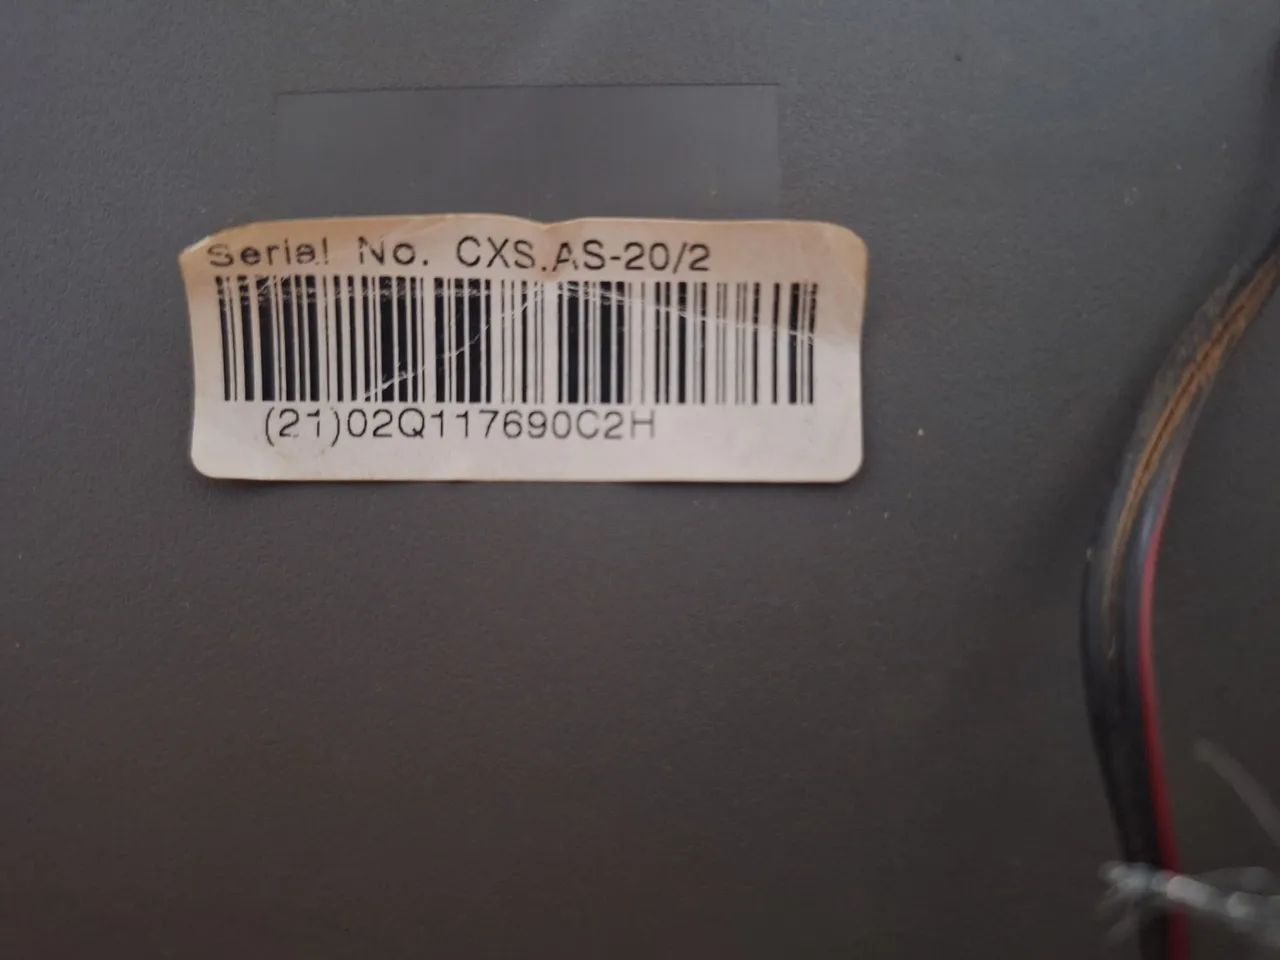 Serial No. CXS.AS-20/2
(21)02Q117690C2H